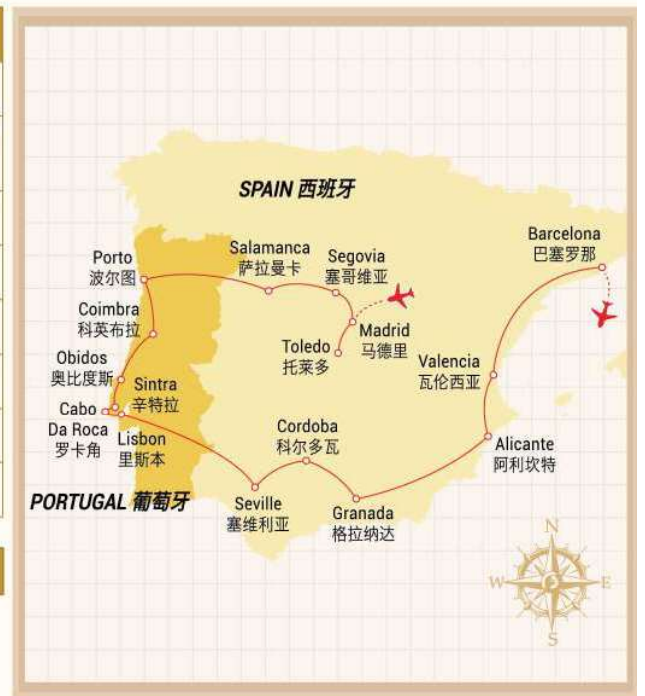 SPAIN 西班牙
Barcelona
巴塞罗那
Salamanca
萨拉曼卡
Segovia
塞哥维亚
Porto
波尔图
Coimbra
科英布拉
Madrid
马德里
Toledo
托莱多
Obidos
奥比度斯
Sintra
辛特拉
Valencia
瓦伦西亚
Cabo
Da Roca
罗卡角
Lisbon
里斯本
Cordoba
科尔多瓦
Alicante
阿利坎特
PORTUGAL 葡萄牙
Seville
塞维利亚
Granada
格拉纳达
N
W
E
S